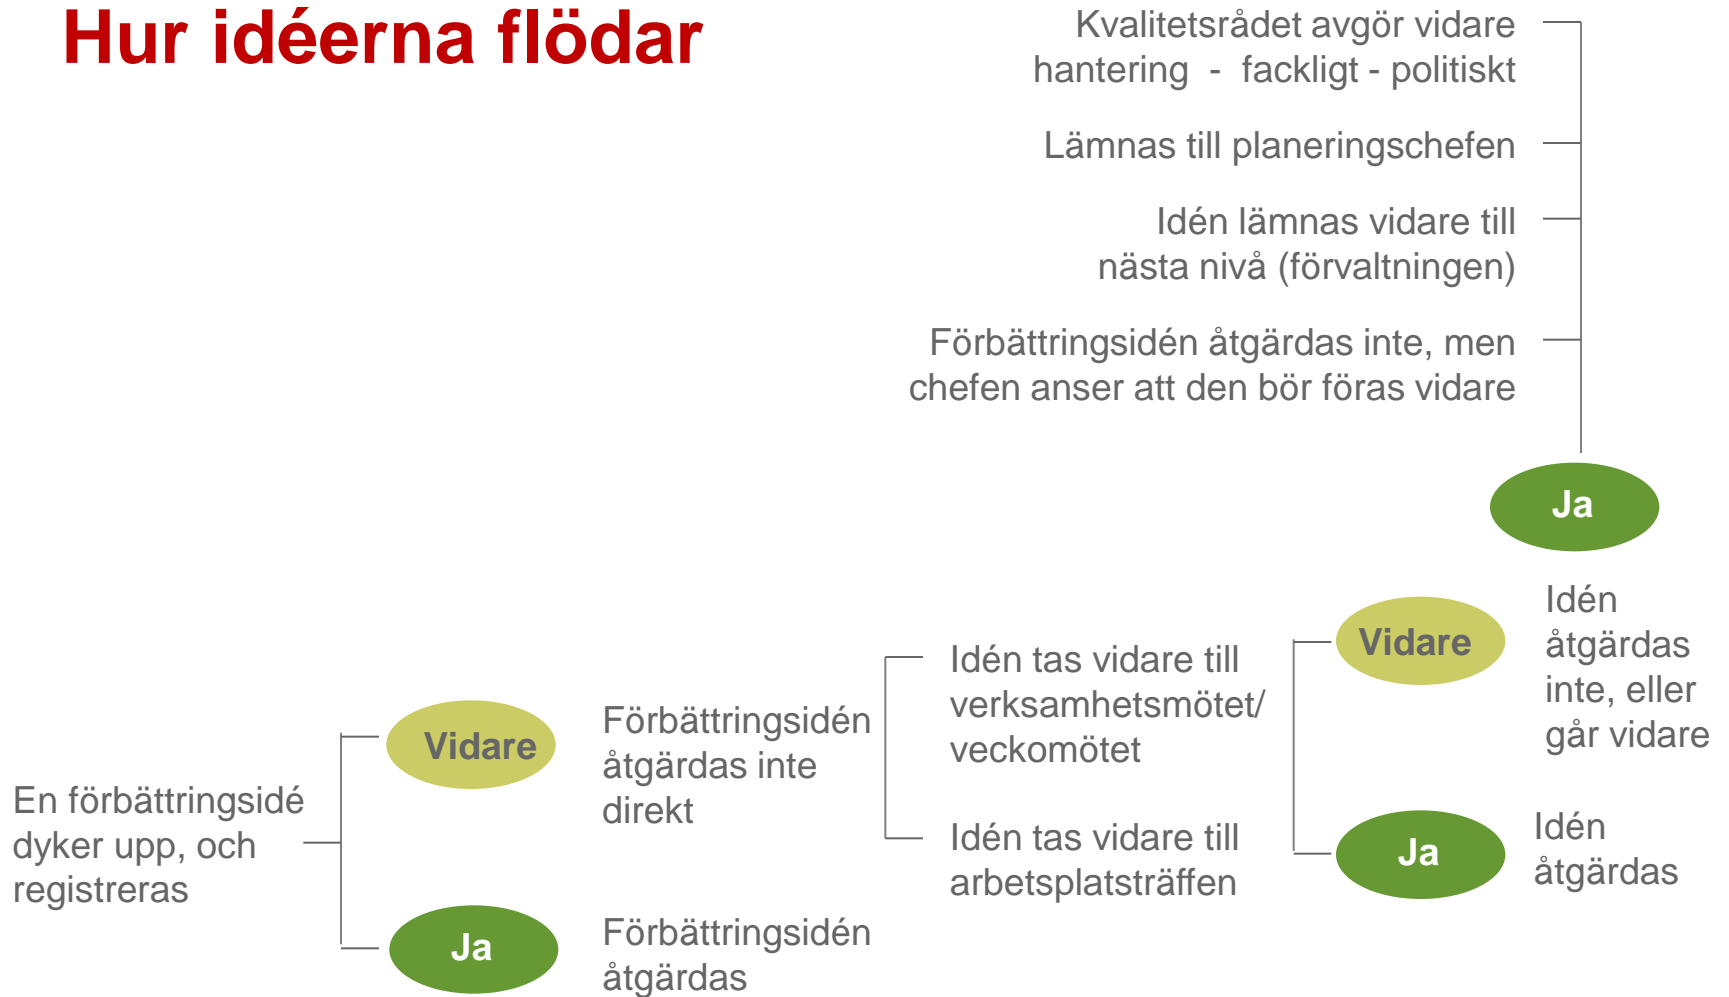 Hur idéerna flödar
Kvalitetsrådet avgör vidare
hantering - fackligt - politiskt
Lämnas till planeringschefen
Idén lämnas vidare till
nästa nivå (förvaltningen)
Förbättringsidén åtgärdas inte, men
chefen anser att den bör föras vidare
Ja
Vidare
Idén
åtgärdas
inte, eller
går vidare
Idén tas vidare till
verksamhetsmötet/
veckomötet
Vidare
Förbättringsidén
åtgärdas inte
direkt
En förbättringsidé
dyker upp, och
registreras
Idén tas vidare till
arbetsplatsträffen
Ja
Idén
åtgärdas
Ja
Förbättringsidén
åtgärdas